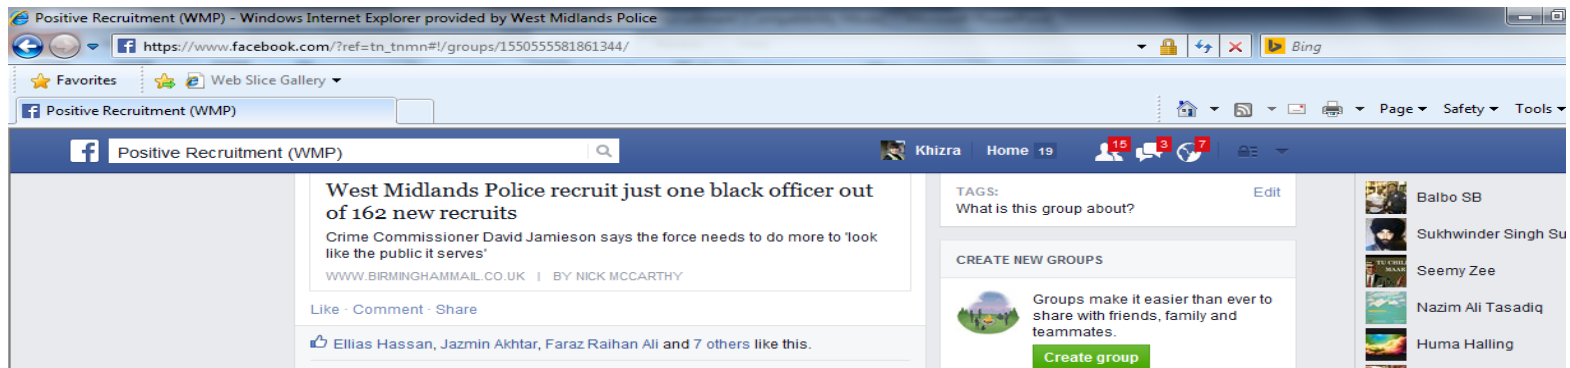 Positive Recruitment (WMP) - Windows Internet Explorer provided by West Midlands Police
https://www.facebook.com/?ref=tn_tnmn#!/groups/1550555581861344/
Bing
Favorites
Web Slice Gallery
Positive Recruitment (WMP)
Page
Safety
Tools
Positive Recruitment (WMP)
Khizra
Home 19
15
3
7
West Midlands Police recruit just one black officer out
of 162 new recruits
Crime Commissioner David Jamieson says the force needs to do more to 'look
like the public it serves'
WWW.BIRMINGHAMMAIL.CO.UK | BY NICK MCCARTHY
Like · Comment · Share
Ellias Hassan, Jazmin Akhtar, Faraz Raihan Ali and 7 others like this.
TAGS:
Edit
What is this group about?
CREATE NEW GROUPS
Groups make it easier than ever to
share with friends, family and
teammates.
Create group
Balbo SB
Sukhwinder Singh Su
Seemy Zee
Nazim Ali Tasadiq
Huma Halling